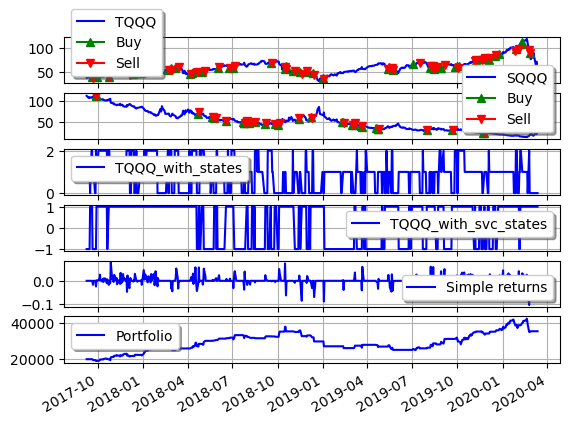 TQQQ
Buy
Sell
100
50
SQQQ
Buy
Sell
100
50
2
TQQQ_with_states
0
1
0
TQQQ_with_svc_states
−1
0.0
Simple returns
−0.1
40000
Portfolio
20000
2017-10
2018-01
2018-04
2018-07
2018-10
2019-01
2019-04
2019-07
2019-10
2020-01
2020-04